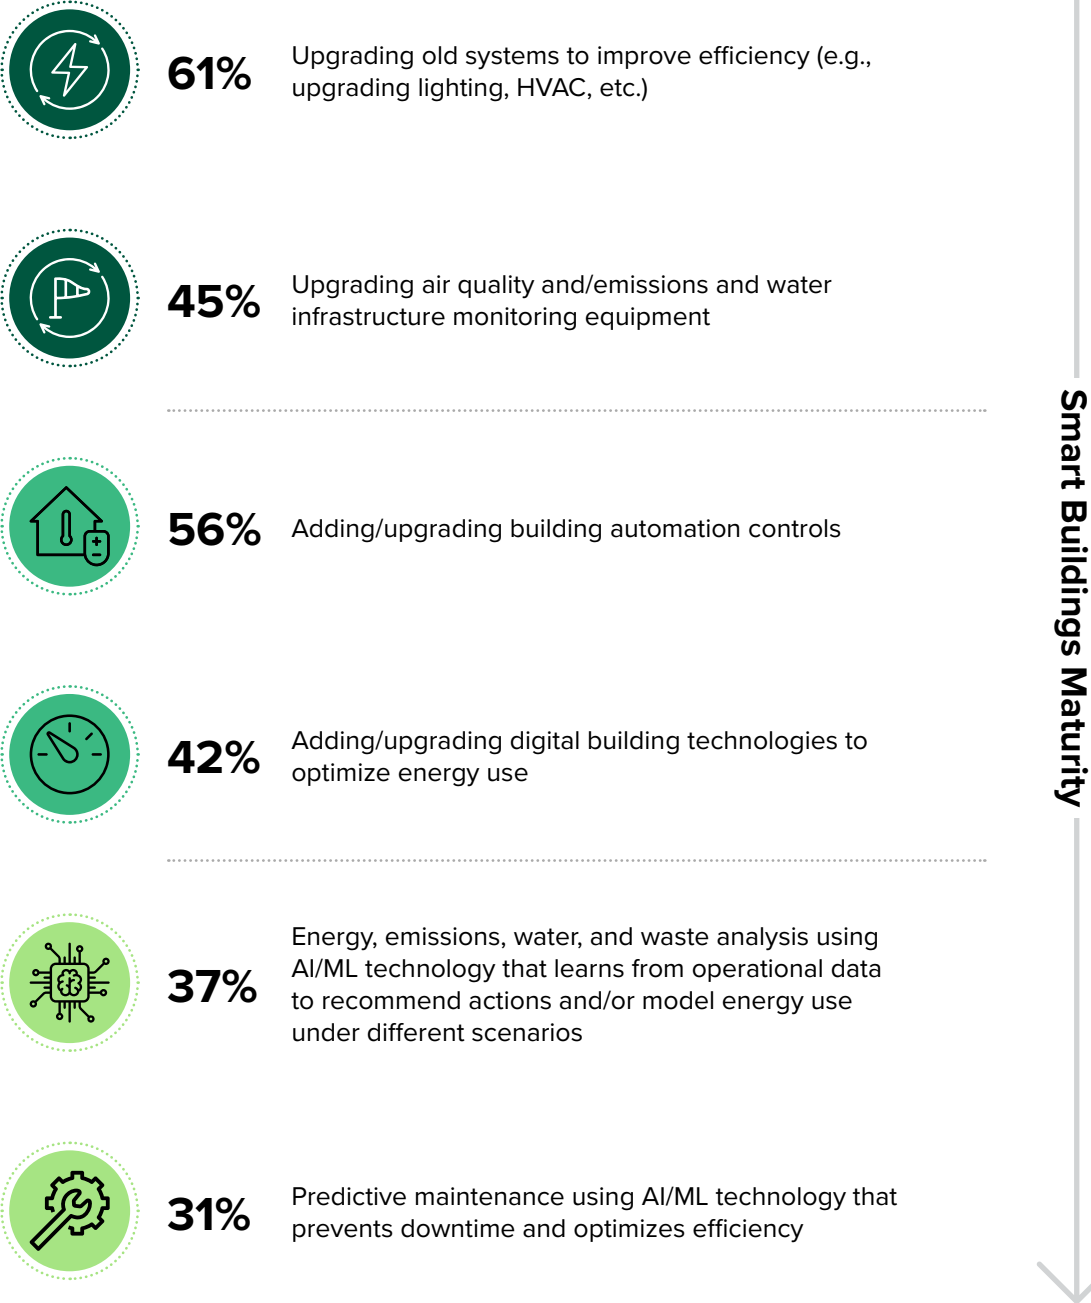 61%
Upgrading old systems to improve efficiency (e.g.,
upgrading lighting, HVAC, etc.)
45%
Upgrading air quality and/emissions and water
infrastructure monitoring equipment
56%
Adding/upgrading building automation controls
42%
Adding/upgrading digital building technologies to
optimize energy use
37%
Energy, emissions, water, and waste analysis using
AI/ML technology that learns from operational data
to recommend actions and/or model energy use
under different scenarios
31%
Predictive maintenance using AI/ML technology that
prevents downtime and optimizes efficiency
Smart Buildings Maturity